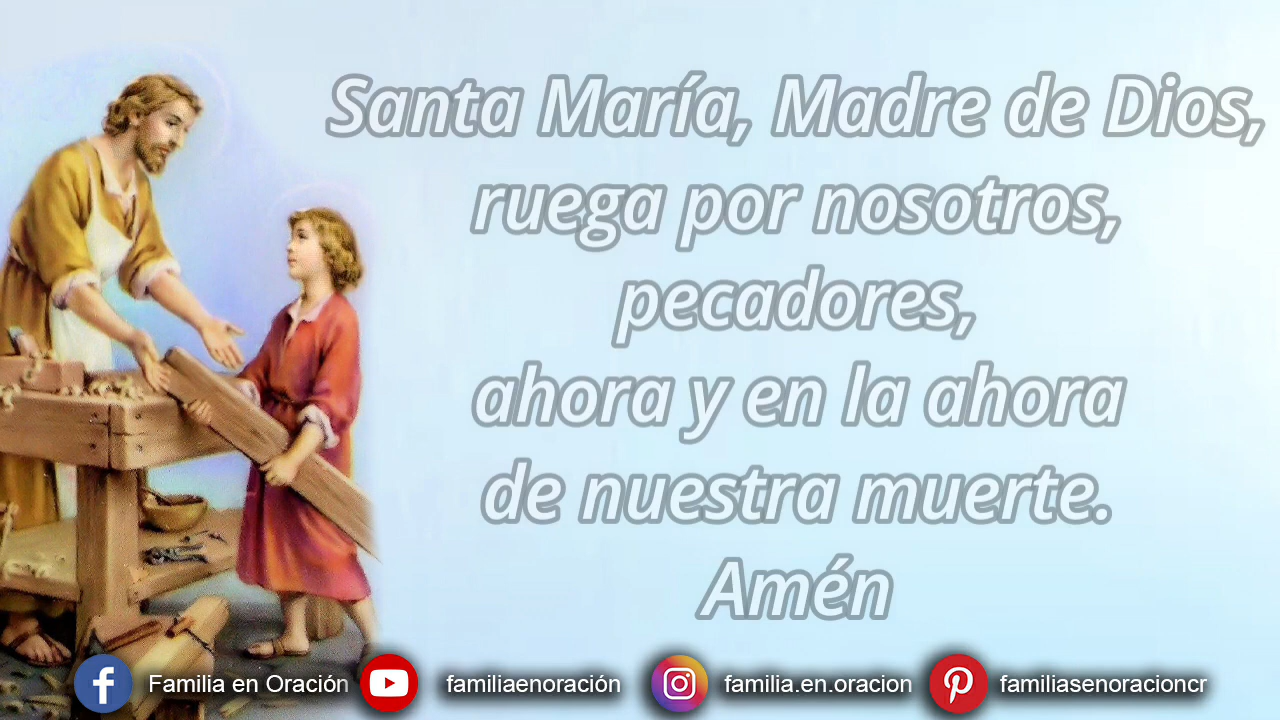 Santa María, Madre de Dios,
ruega por nosotros,
pecadores,
ahora y en la ahora
de nuestra muerte.
Amén
Familia en Oración familiaenoración familia.en.oracion familiasenoracioncr